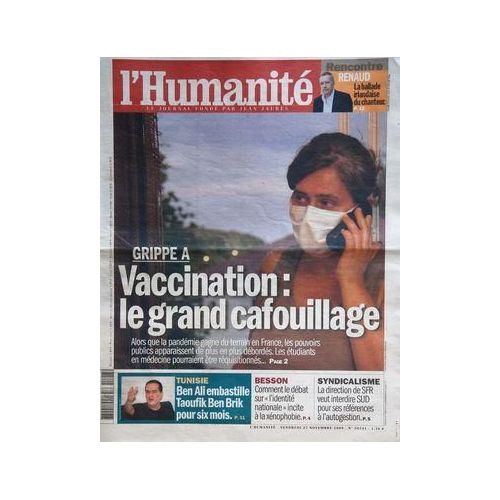 l'Humanité
LE JOURNAL FONDÉ PAR JEAN JAURÈS
Rencontre
RENAUD
La ballade
irlandaise
du chanteur
P. 22
GRIPPE A
Vaccination :
le grand cafouillage
Alors que la pandémie gagne du terrain en France, les pouvoirs
publics apparaissent de plus en plus débordés. Les étudiants
en médecine pourraient être réquisitionnés... PAGE 2
TUNISIE
Ben Ali embastille
Taoufik Ben Brik
pour six mois. P. 11
BESSON
Comment le débat
sur « l'identité
nationale » incite
à la xénophobie. P. 4
SYNDICALISME
La direction de SFR
veut interdire SUD
pour ses références
à l'autogestion. P. 5
L'HUMANITÉ - VENDREDI 27 NOVEMBRE 2009